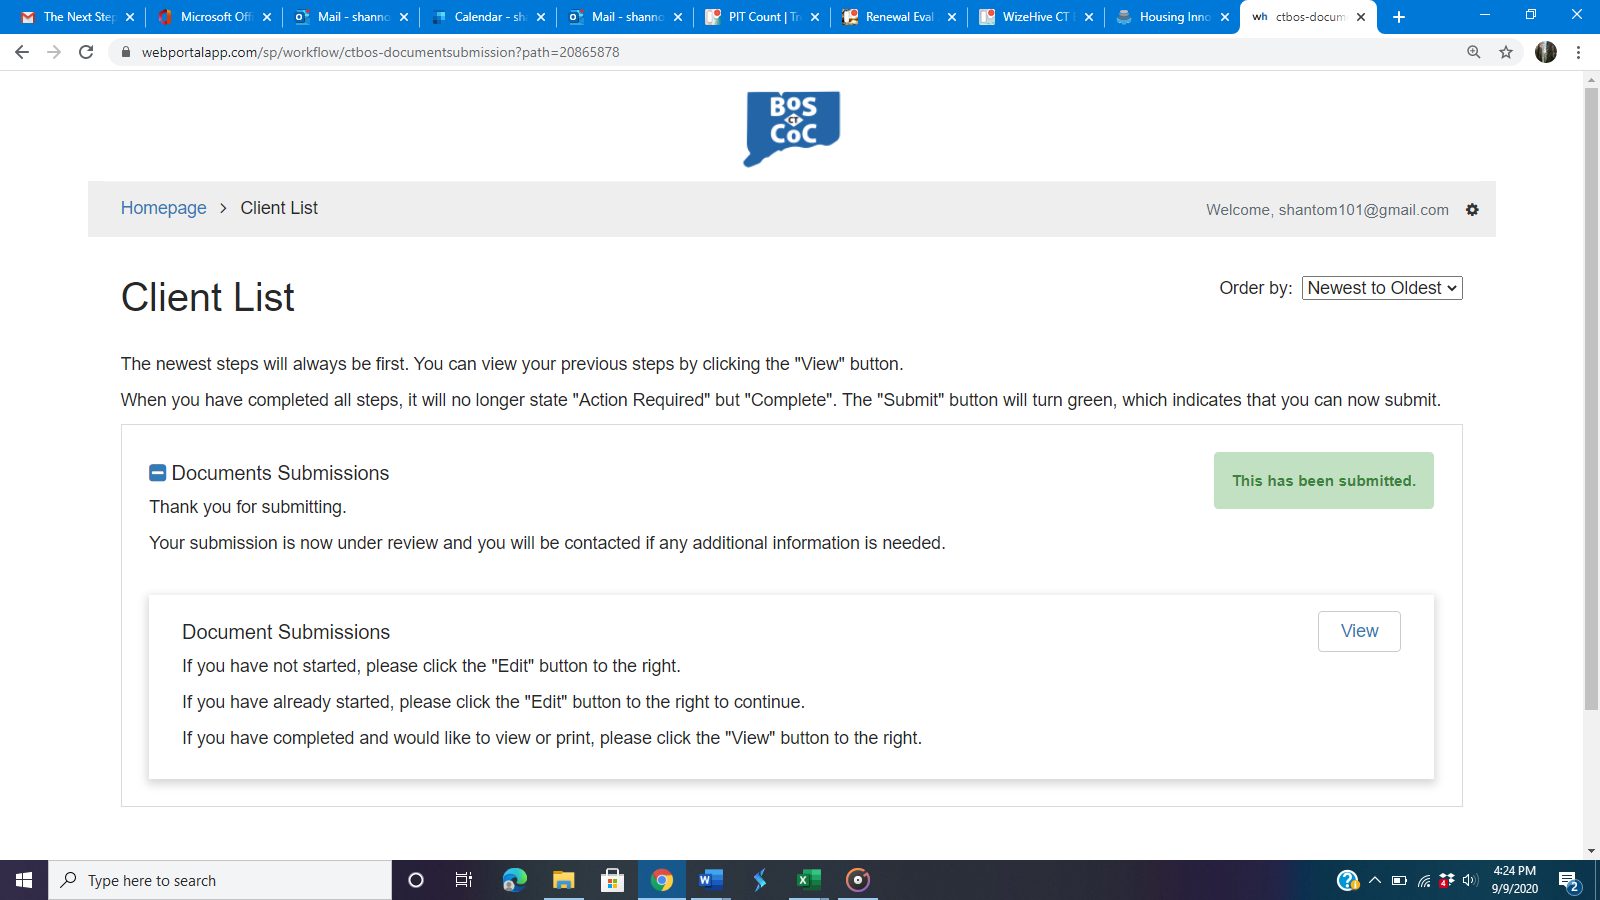 The Next Step
Microsoft Offi
Mail - shanno
Calendar - sh
Mail - shanno
PIT Count | Tr
Renewal Eval
WizeHive CT
Housing Inno
wh ctbos-docum
webportalapp.com/sp/workflow/ctbos-documentsubmission?path=20865878
BOS
CT
COC
Homepage > Client List
Welcome, shantom101@gmail.com
Client List
Order by: Newest to Oldest
The newest steps will always be first. You can view your previous steps by clicking the "View" button.
When you have completed all steps, it will no longer state "Action Required" but "Complete". The "Submit" button will turn green, which indicates that you can now submit.
Documents Submissions
This has been submitted.
Thank you for submitting.
Your submission is now under review and you will be contacted if any additional information is needed.
Document Submissions
View
If you have not started, please click the "Edit" button to the right.
If you have already started, please click the "Edit" button to the right to continue.
If you have completed and would like to view or print, please click the "View" button to the right.
Type here to search
4:24 PM
9/9/2020
2